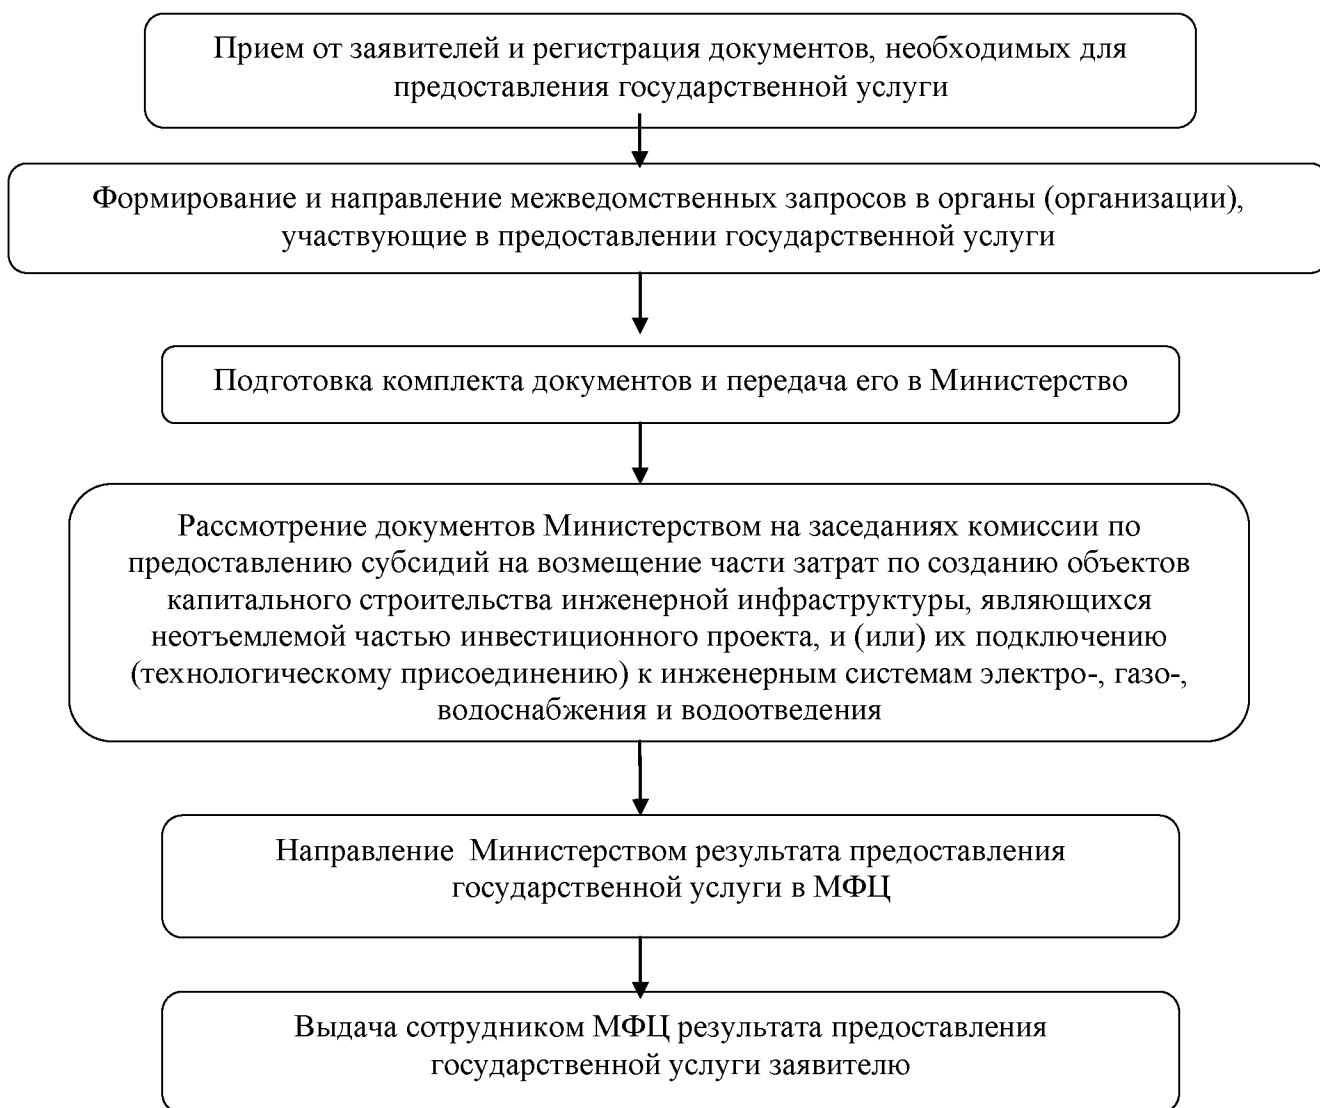 Прием от заявителей и регистрация документов, необходимых для
предоставления государственной услуги
Формирование и направление межведомственных запросов в органы (организации),
участвующие в предоставлении государственной услуги
Подготовка комплекта документов и передача его в Министерство
Рассмотрение документов Министерством на заседаниях комиссии по
предоставлению субсидий на возмещение части затрат по созданию объектов
капитального строительства инженерной инфраструктуры, являющихся
неотъемлемой частью инвестиционного проекта, и (или) их подключению
(технологическому присоединению) к инженерным системам электро-, газо-,
водоснабжения и водоотведения
Направление  Министерством результата предоставления
государственной услуги в МФЦ
Выдача сотрудником МФЦ результата предоставления
государственной услуги заявителю